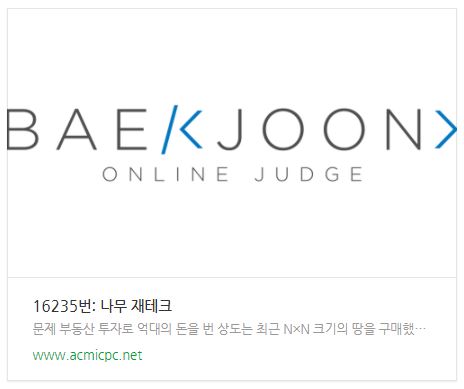 BAEKJOON>
ONLINE JUDGE
16235번: 나무 재테크
문제 부동산 투자로 억대의 돈을 번 상도는 최근 N×N 크기의 땅을 구매했…
www.acmicpc.net